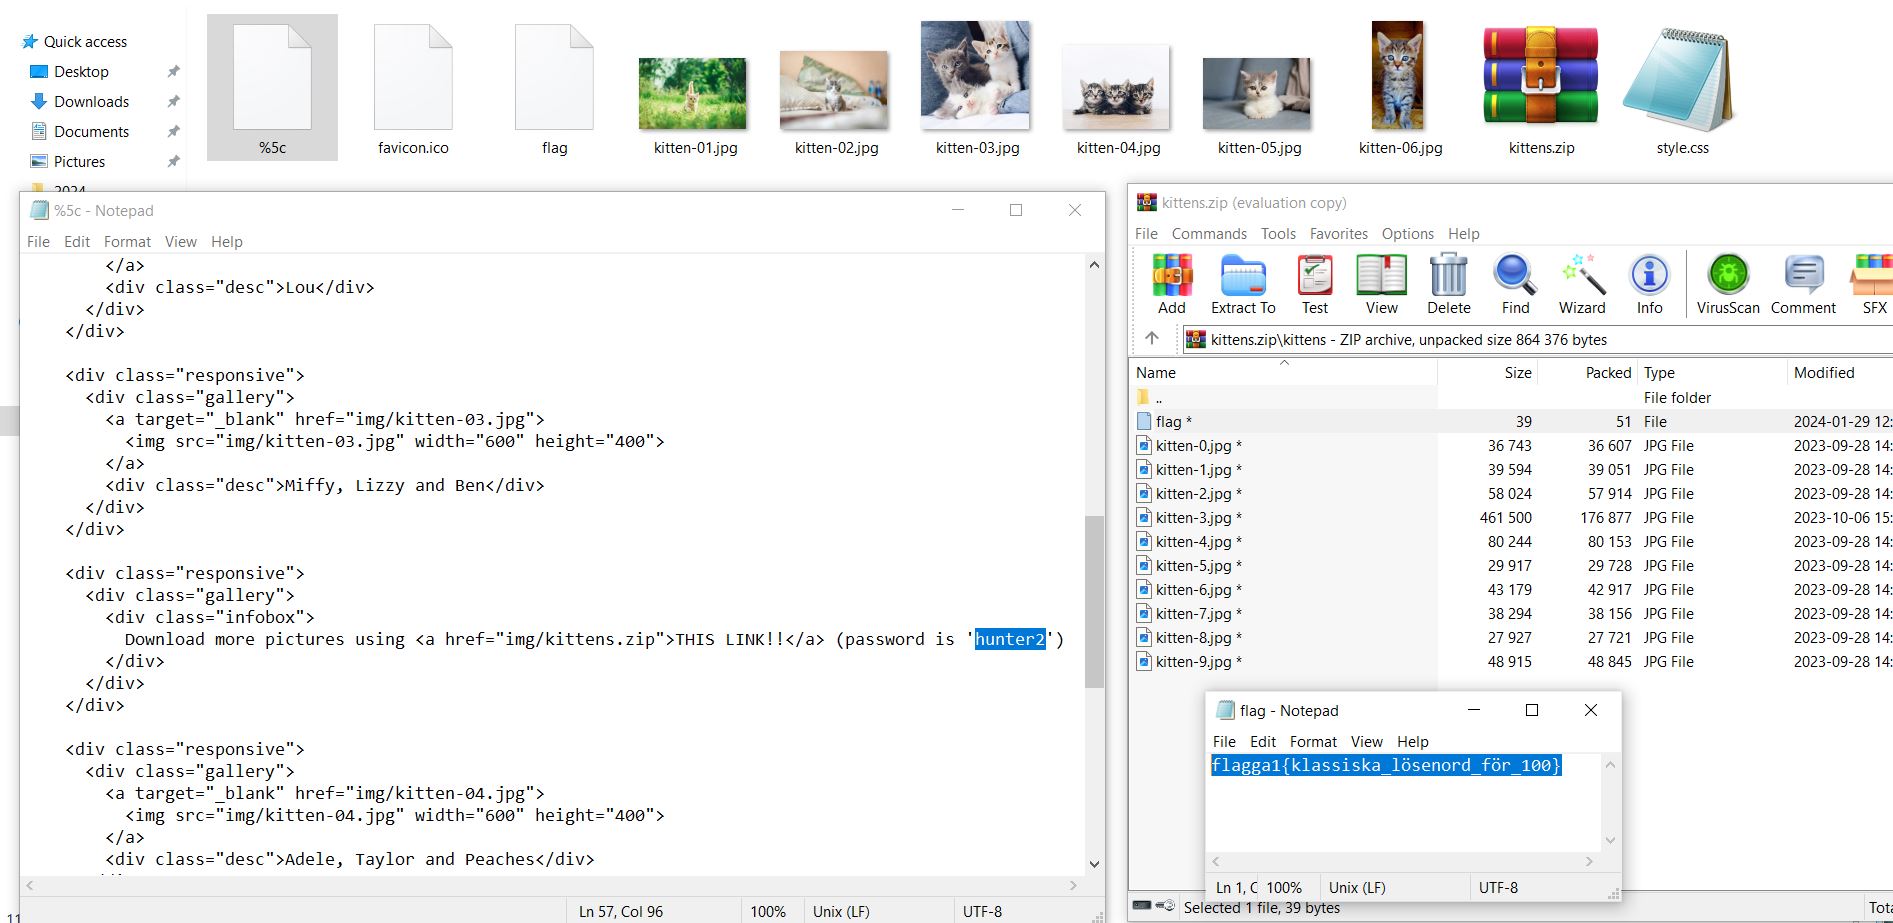 Quick access
Desktop
Downloads
Documents
Pictures
2024
%5c
favicon.ico
flag
kitten-01.jpg
kitten-02.jpg
kitten-03.jpg
kitten-04.jpg
kitten-05.jpg
kitten-06.jpg
kittens.zip
style.css
%5c - Notepad
File Edit Format View Help
</a>
<div class="desc">Lou</div>
</div>
</div>
<div class="responsive">
<div class="gallery">
<a target="_blank" href="img/kitten-03.jpg">
<img src="img/kitten-03.jpg" width="600" height="400">
</a>
<div class="desc">Miffy, Lizzy and Ben</div>
</div>
</div>
<div class="responsive">
<div class="gallery">
<div class="infobox">
Download more pictures using <a href="img/kittens.zip">THIS LINK!!</a> (password is 'hunter2')
</div>
</div>
</div>
<div class="responsive">
<div class="gallery">
<a target="_blank" href="img/kitten-04.jpg">
<img src="img/kitten-04.jpg" width="600" height="400">
</a>
<div class="desc">Adele, Taylor and Peaches</div>
Ln 57, Col 96 100% Unix (LF) UTF-8
11
kittens.zip (evaluation copy)
File Commands Tools Favorites Options Help
Add Extract To Test View Delete Find Wizard Info VirusScan Comment SFX
kittens.zip\kittens - ZIP archive, unpacked size 864 376 bytes
Name Size Packed Type Modified
.. File folder
flag * 39 51 File 2024-01-29 12:
kitten-0.jpg * 36 743 36 607 JPG File 2023-09-28 14:
kitten-1.jpg * 39 594 39 051 JPG File 2023-09-28 14:
kitten-2.jpg * 58 024 57 914 JPG File 2023-09-28 14:
kitten-3.jpg * 461 500 176 877 JPG File 2023-10-06 15:
kitten-4.jpg * 80 244 80 153 JPG File 2023-09-28 14:
kitten-5.jpg * 29 917 29 728 JPG File 2023-09-28 14:
kitten-6.jpg * 43 179 42 917 JPG File 2023-09-28 14:
kitten-7.jpg * 38 294 38 156 JPG File 2023-09-28 14:
kitten-8.jpg * 27 927 27 721 JPG File 2023-09-28 14:
kitten-9.jpg * 48 915 48 845 JPG File 2023-09-28 14:
flag - Notepad
File Edit Format View Help
flagga1{klassiska_lösenord_för_100}
Ln 1, C 100% Unix (LF) UTF-8
Selected 1 file, 39 bytes
Tota